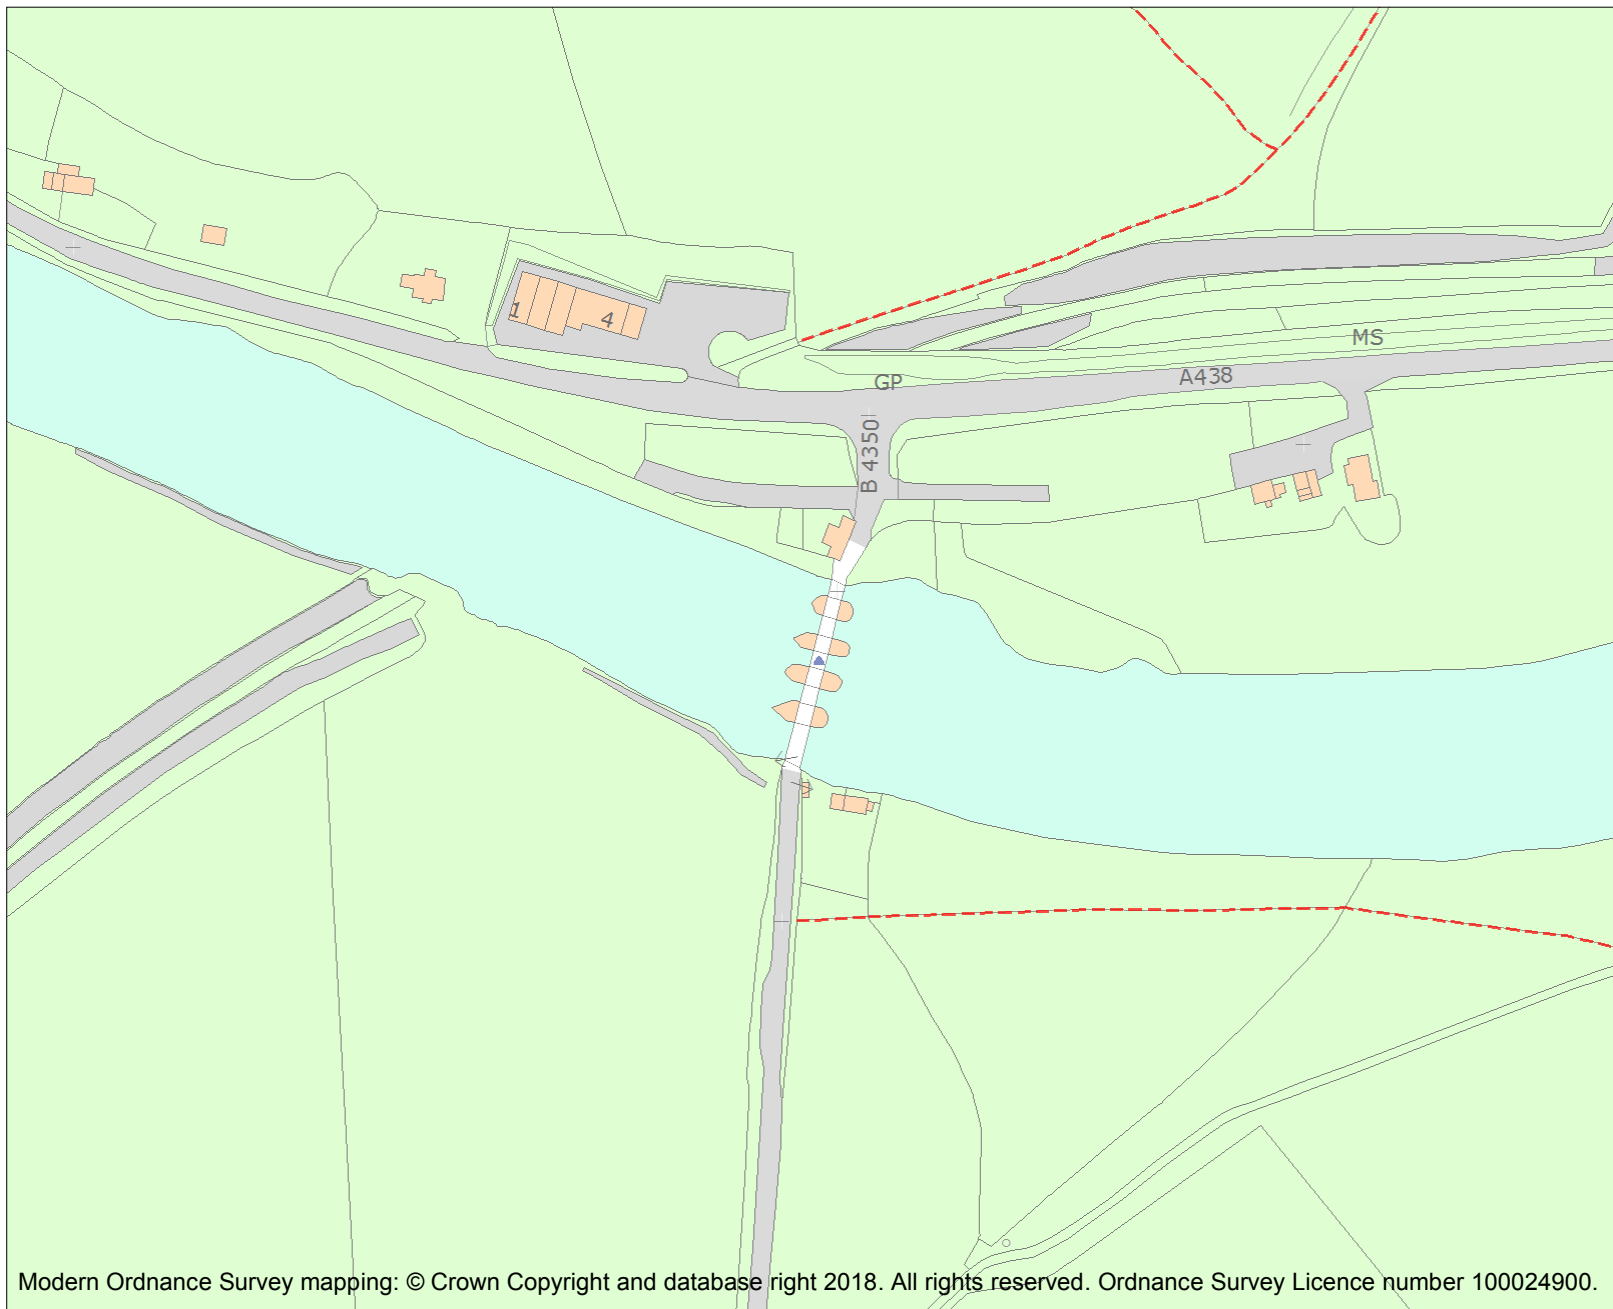 1
4
MS
GP
A438
B 4350
Modern Ordnance Survey mapping: © Crown Copyright and database right 2018. All rights reserved. Ordnance Survey Licence number 100024900.